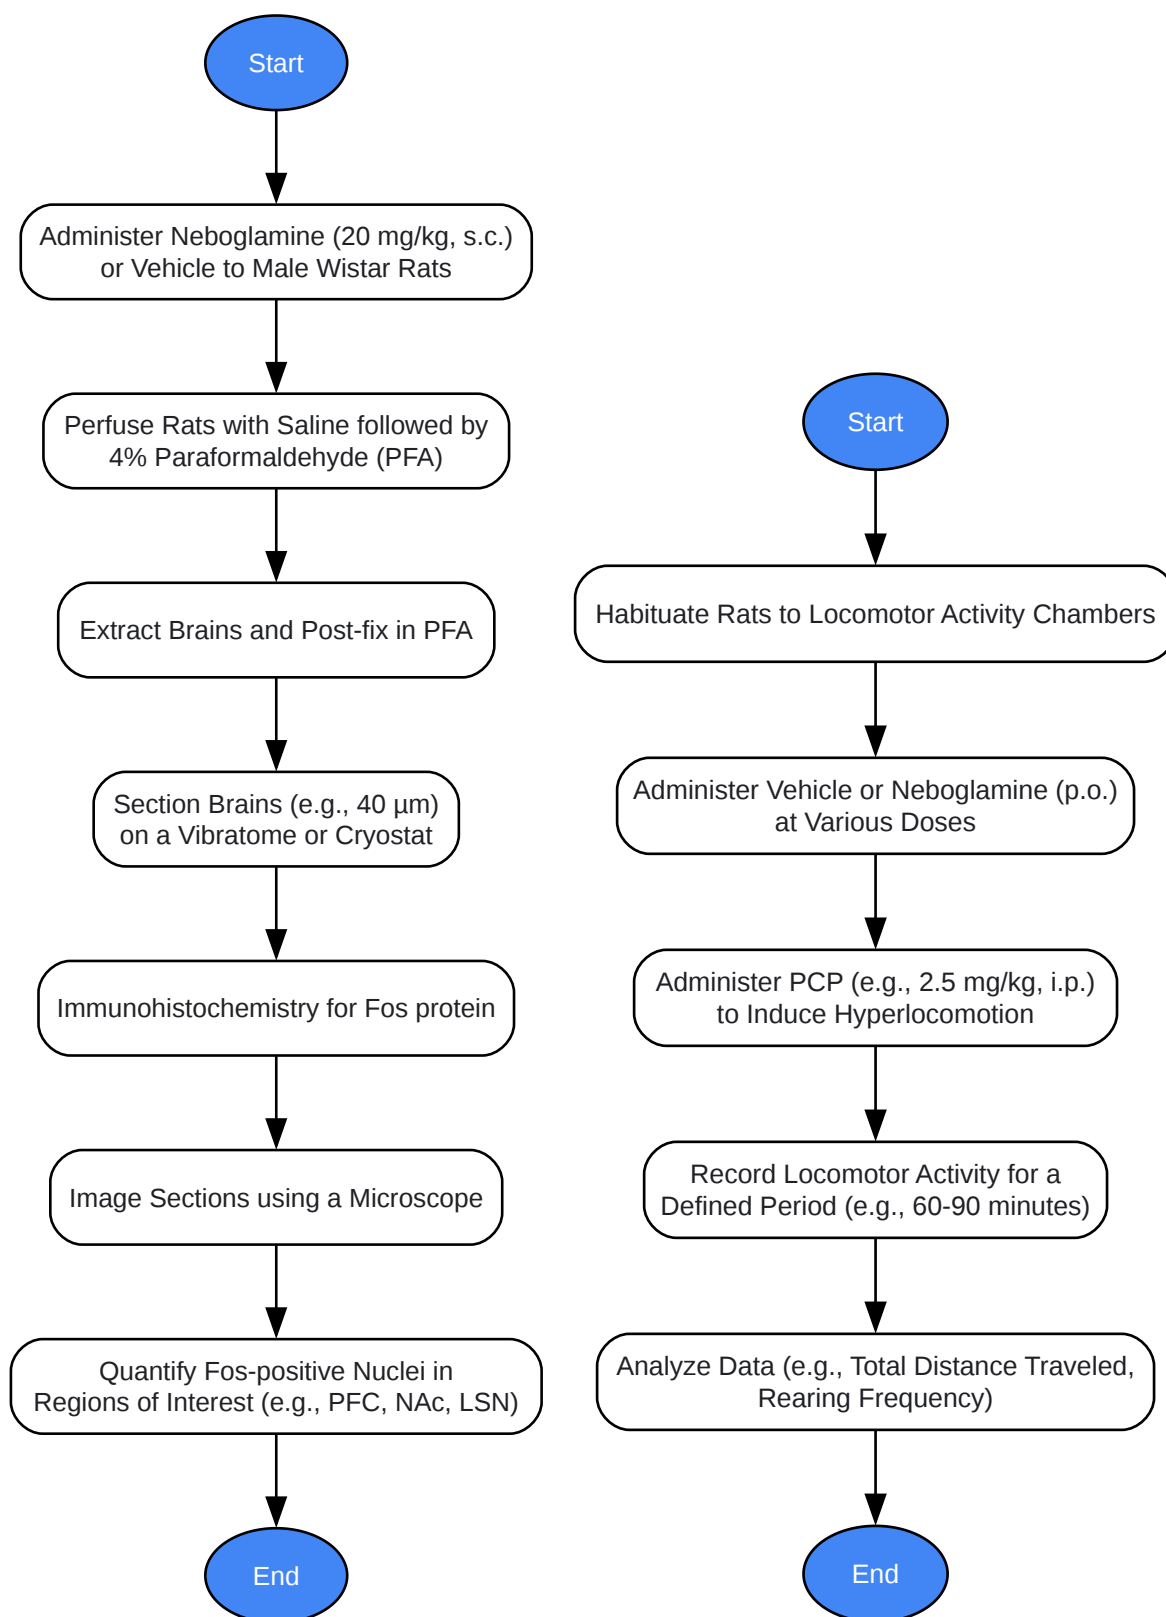 Start
Administer Neboglamine (20 mg/kg, s.c.)
or Vehicle to Male Wistar Rats
Perfuse Rats with Saline followed by
4% Paraformaldehyde (PFA)
Extract Brains and Post-fix in PFA
Section Brains (e.g., 40 µm)
on a Vibratome or Cryostat
Immunohistochemistry for Fos protein
Image Sections using a Microscope
Quantify Fos-positive Nuclei in
Regions of Interest (e.g., PFC, NAc, LSN)
End
Start
Habituate Rats to Locomotor Activity Chambers
Administer Vehicle or Neboglamine (p.o.)
at Various Doses
Administer PCP (e.g., 2.5 mg/kg, i.p.)
to Induce Hyperlocomotion
Record Locomotor Activity for a
Defined Period (e.g., 60-90 minutes)
Analyze Data (e.g., Total Distance Traveled,
Rearing Frequency)
End